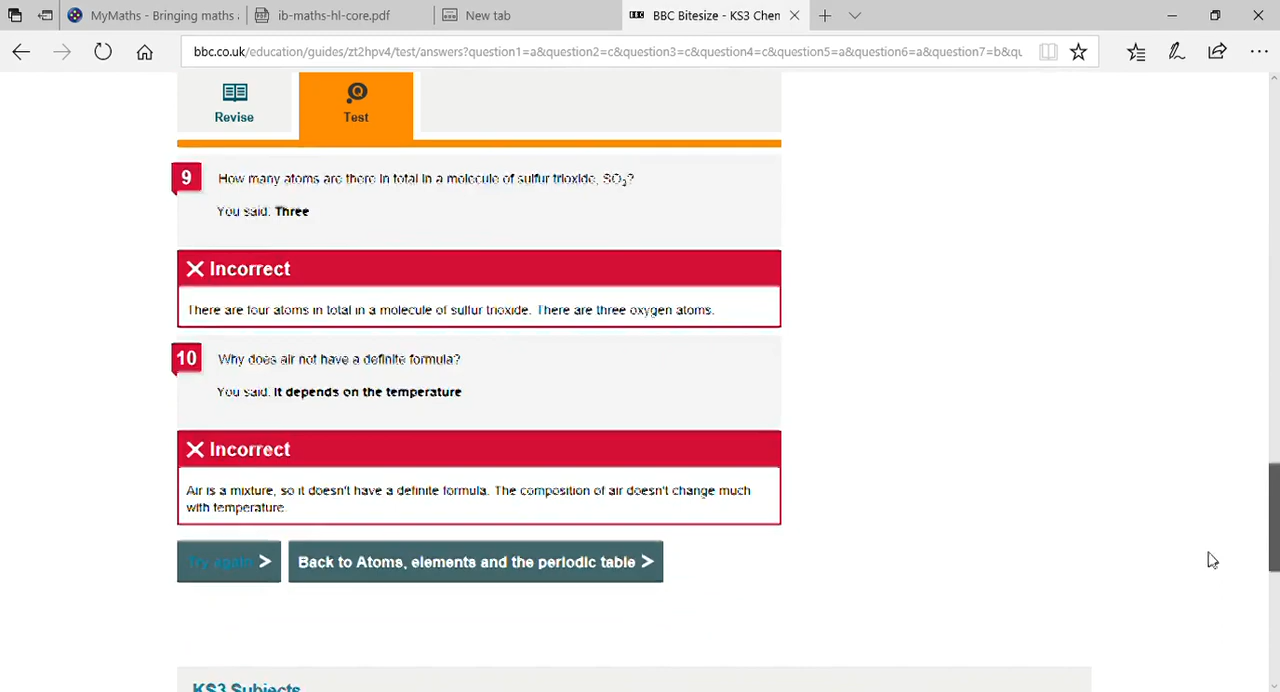 MyMaths - Bringing maths a
ib-maths-hl-core.pdf
New tab
BBC Bitesize - KS3 Chem
bbc.co.uk/education/guides/zt2hpv4/test/answers?question1=a&question2=c&question3=c&question4=c&question5=a&question6=a&question7=b&qu
Revise
Test
9 How many atoms are there in total in a molecule of sulfur trioxide, SO₃?
You said: Three
Incorrect
There are four atoms in total in a molecule of sulfur trioxide. There are three oxygen atoms.
10 Why does air not have a definite formula?
You said: It depends on the temperature
Incorrect
Air is a mixture, so it doesn't have a definite formula. The composition of air doesn't change much
with temperature.
Try again
Back to Atoms, elements and the periodic table
KS3 Subjects